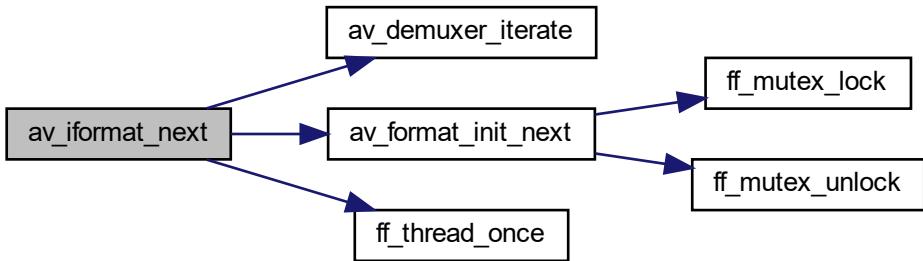 av_demuxer_iterate
ff_mutex_lock
av_iformat_next
av_format_init_next
ff_mutex_unlock
ff_thread_once